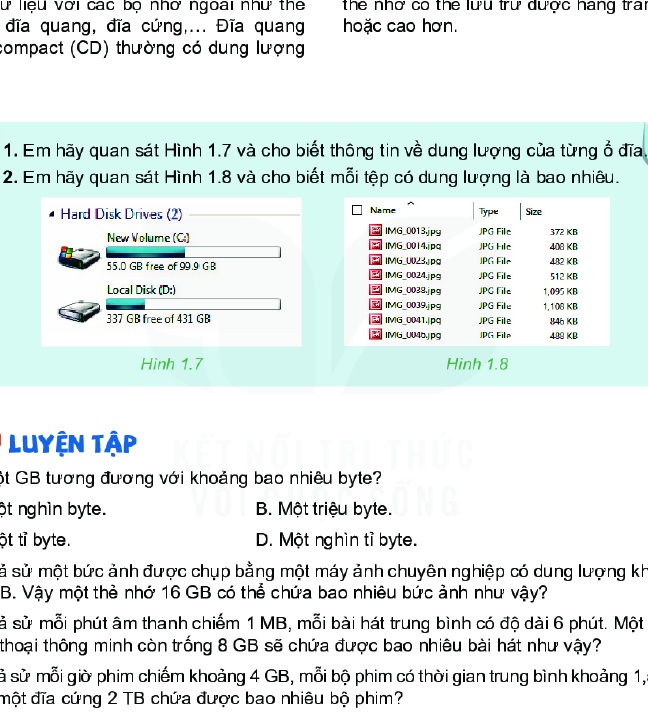 liệu với các bộ nhớ ngoài như thẻ
đĩa quang, đĩa cứng,... Đĩa quang
compact (CD) thường có dung lượng
thẻ nhớ có thể lưu trữ được hàng trăm
hoặc cao hơn.
1. Em hãy quan sát Hình 1.7 và cho biết thông tin về dung lượng của từng ổ đĩa.
2. Em hãy quan sát Hình 1.8 và cho biết mỗi tệp có dung lượng là bao nhiêu.
Hard Disk Drives (2)
New Volume (C:)
55.0 GB free of 99.9 GB
Local Disk (D:)
337 GB free of 431 GB
Hình 1.7
Name Type Size
IMG_0013.jpg JPG File 372 KB
IMG_0014.jpg JPG File 408 KB
IMG_0023.jpg JPG File 482 KB
IMG_0024.jpg JPG File 512 KB
IMG_0038.jpg JPG File 1,095 KB
IMG_0039.jpg JPG File 1,108 KB
IMG_0041.jpg JPG File 846 KB
IMG_0046.jpg JPG File 488 KB
Hình 1.8
LUYỆN TẬP
KẾT NỐI TRI THỨC
VỚI CUỘC SỐNG
ột GB tương đương với khoảng bao nhiêu byte?
ột nghìn byte. B. Một triệu byte.
ột tỉ byte. D. Một nghìn tỉ byte.
ả sử một bức ảnh được chụp bằng một máy ảnh chuyên nghiệp có dung lượng kh
B. Vậy một thẻ nhớ 16 GB có thể chứa bao nhiêu bức ảnh như vậy?
ả sử mỗi phút âm thanh chiếm 1 MB, mỗi bài hát trung bình có độ dài 6 phút. Một
thoại thông minh còn trống 8 GB sẽ chứa được bao nhiêu bài hát như vậy?
ả sử mỗi giờ phim chiếm khoảng 4 GB, mỗi bộ phim có thời gian trung bình khoảng 1,
một đĩa cứng 2 TB chứa được bao nhiêu bộ phim?